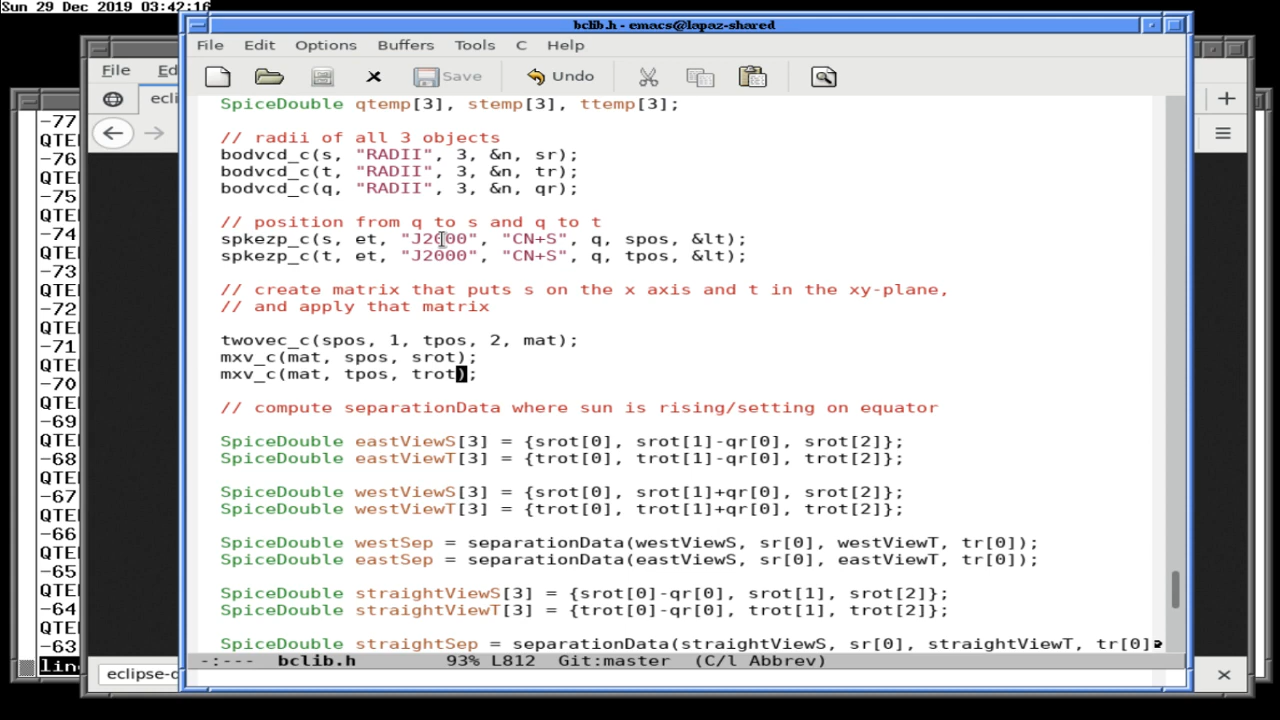 Sun 29 Dec 2019 03:42:16
bclib.h - emacs@lapaz-shared
File Edit Options Buffers Tools C Help
Save Undo
File Ed
ecli
SpiceDouble qtemp[3], stemp[3], ttemp[3];
// radii of all 3 objects
bodvcd_c(s, "RADII", 3, &n, sr);
bodvcd_c(t, "RADII", 3, &n, tr);
bodvcd_c(q, "RADII", 3, &n, qr);
// position from q to s and q to t
spkezp_c(s, et, "J2000", "CN+S", q, spos, &lt);
spkezp_c(t, et, "J2000", "CN+S", q, tpos, &lt);
// create matrix that puts s on the x axis and t in the xy-plane,
// and apply that matrix
twovec_c(spos, 1, tpos, 2, mat);
mxv_c(mat, spos, srot);
mxv_c(mat, tpos, trot);
// compute separationData where sun is rising/setting on equator
SpiceDouble eastViewS[3] = {srot[0], srot[1]-qr[0], srot[2]};
SpiceDouble eastViewT[3] = {trot[0], trot[1]-qr[0], trot[2]};
SpiceDouble westViewS[3] = {srot[0], srot[1]+qr[0], srot[2]};
SpiceDouble westViewT[3] = {trot[0], trot[1]+qr[0], trot[2]};
SpiceDouble westSep = separationData(westViewS, sr[0], westViewT, tr[0]);
SpiceDouble eastSep = separationData(eastViewS, sr[0], eastViewT, tr[0]);
SpiceDouble straightViewS[3] = {srot[0]-qr[0], srot[1], srot[2]};
SpiceDouble straightViewT[3] = {trot[0]-qr[0], trot[1], trot[2]};
SpiceDouble straightSep = separationData(straightViewS, sr[0], straightViewT, tr[0]
-:--- bclib.h 93% L812 Git:master (C/l Abbrev)
-77
QTE
-76
QTE
-75
QTE
-74
QTE
-73
QTE
-72
QTE
-71
QTE
-70
QTE
-69
QTE
-68
QTE
-67
QTE
-66
QTE
-65
QTE
-64
QTE
-63
lin
eclipse-d